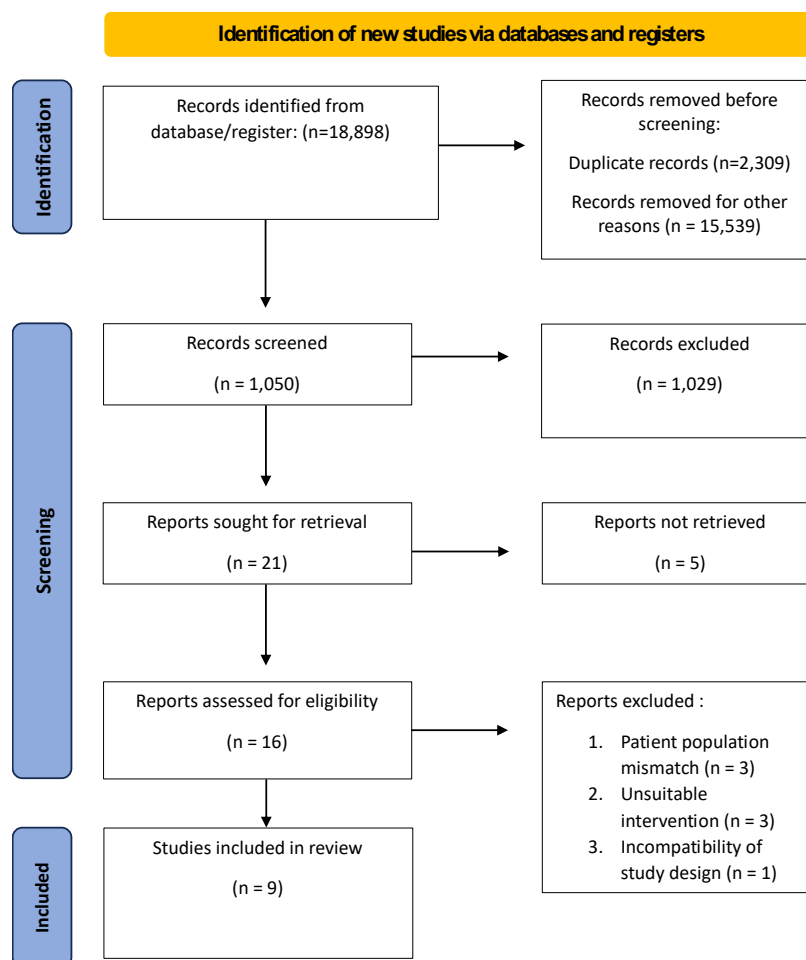 Identification of new studies via databases and registers
Identification
Records identified from
database/register: (n=18,898)
Records removed before
screening:
Duplicate records (n=2,309)
Records removed for other
reasons (n = 15,539)
Screening
Records screened
(n = 1,050)
Records excluded
(n = 1,029)
Reports sought for retrieval
(n = 21)
Reports not retrieved
(n = 5)
Reports assessed for eligibility
(n = 16)
Reports excluded :
1. Patient population
mismatch (n = 3)
2. Unsuitable
intervention (n = 3)
3. Incompatibility of
study design (n = 1)
Included
Studies included in review
(n = 9)